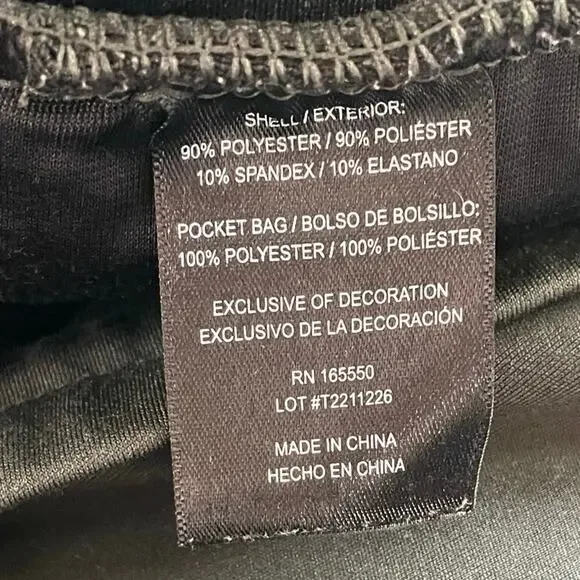 SHELL / EXTERIOR:
90% POLYESTER / 90% POLIÉSTER
10% SPANDEX / 10% ELASTANO
POCKET BAG / BOLSO DE BOLSILLO:
100% POLYESTER / 100% POLIÉSTER
EXCLUSIVE OF DECORATION
EXCLUSIVO DE LA DECORACIÓN
RN 165550
LOT #T2211226
MADE IN CHINA
HECHO EN CHINA